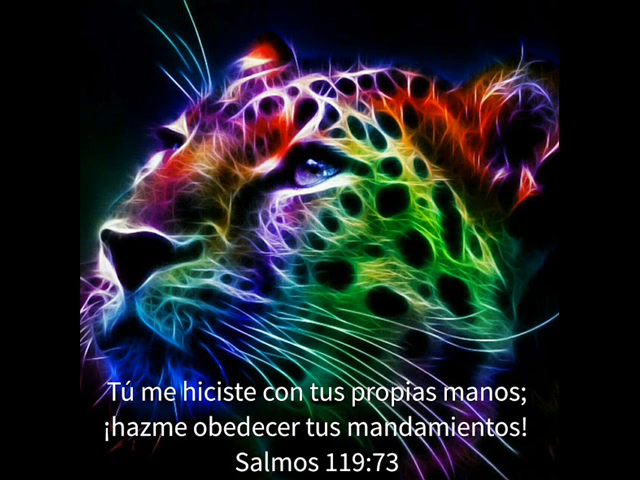 Tú me hiciste con tus propias manos;
¡hazme obedecer tus mandamientos!
Salmos 119:73